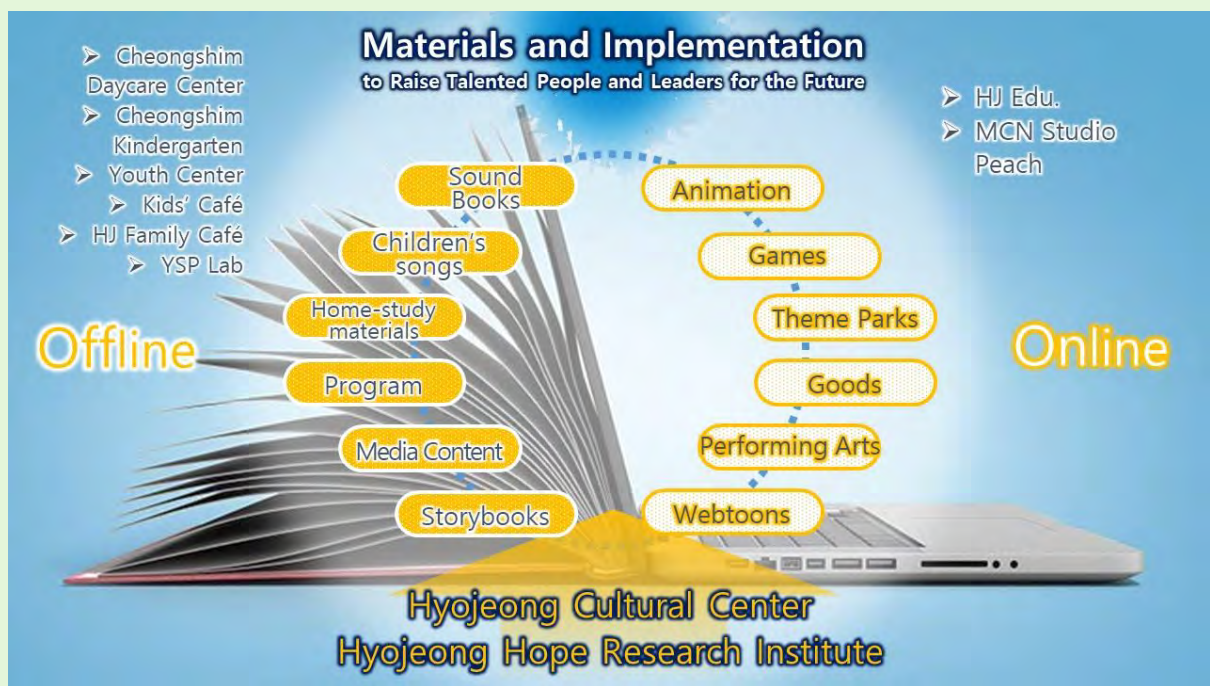 Materials and Implementation
to Raise Talented People and Leaders for the Future
➢ Cheongshim
Daycare Center
➢ Cheongshim
Kindergarten
➢ Youth Center
➢ Kids' Café
➢ HJ Family Café
➢ YSP Lab
Offline
Sound
Books
Children's
songs
Home-study
materials
Program
Media Content
Storybooks
Animation
Games
Theme Parks
Goods
Performing Arts
Webtoons
➢ HJ Edu.
➢ MCN Studio
Peach
Online
Hyojeong Cultural Center
Hyojeong Hope Research Institute